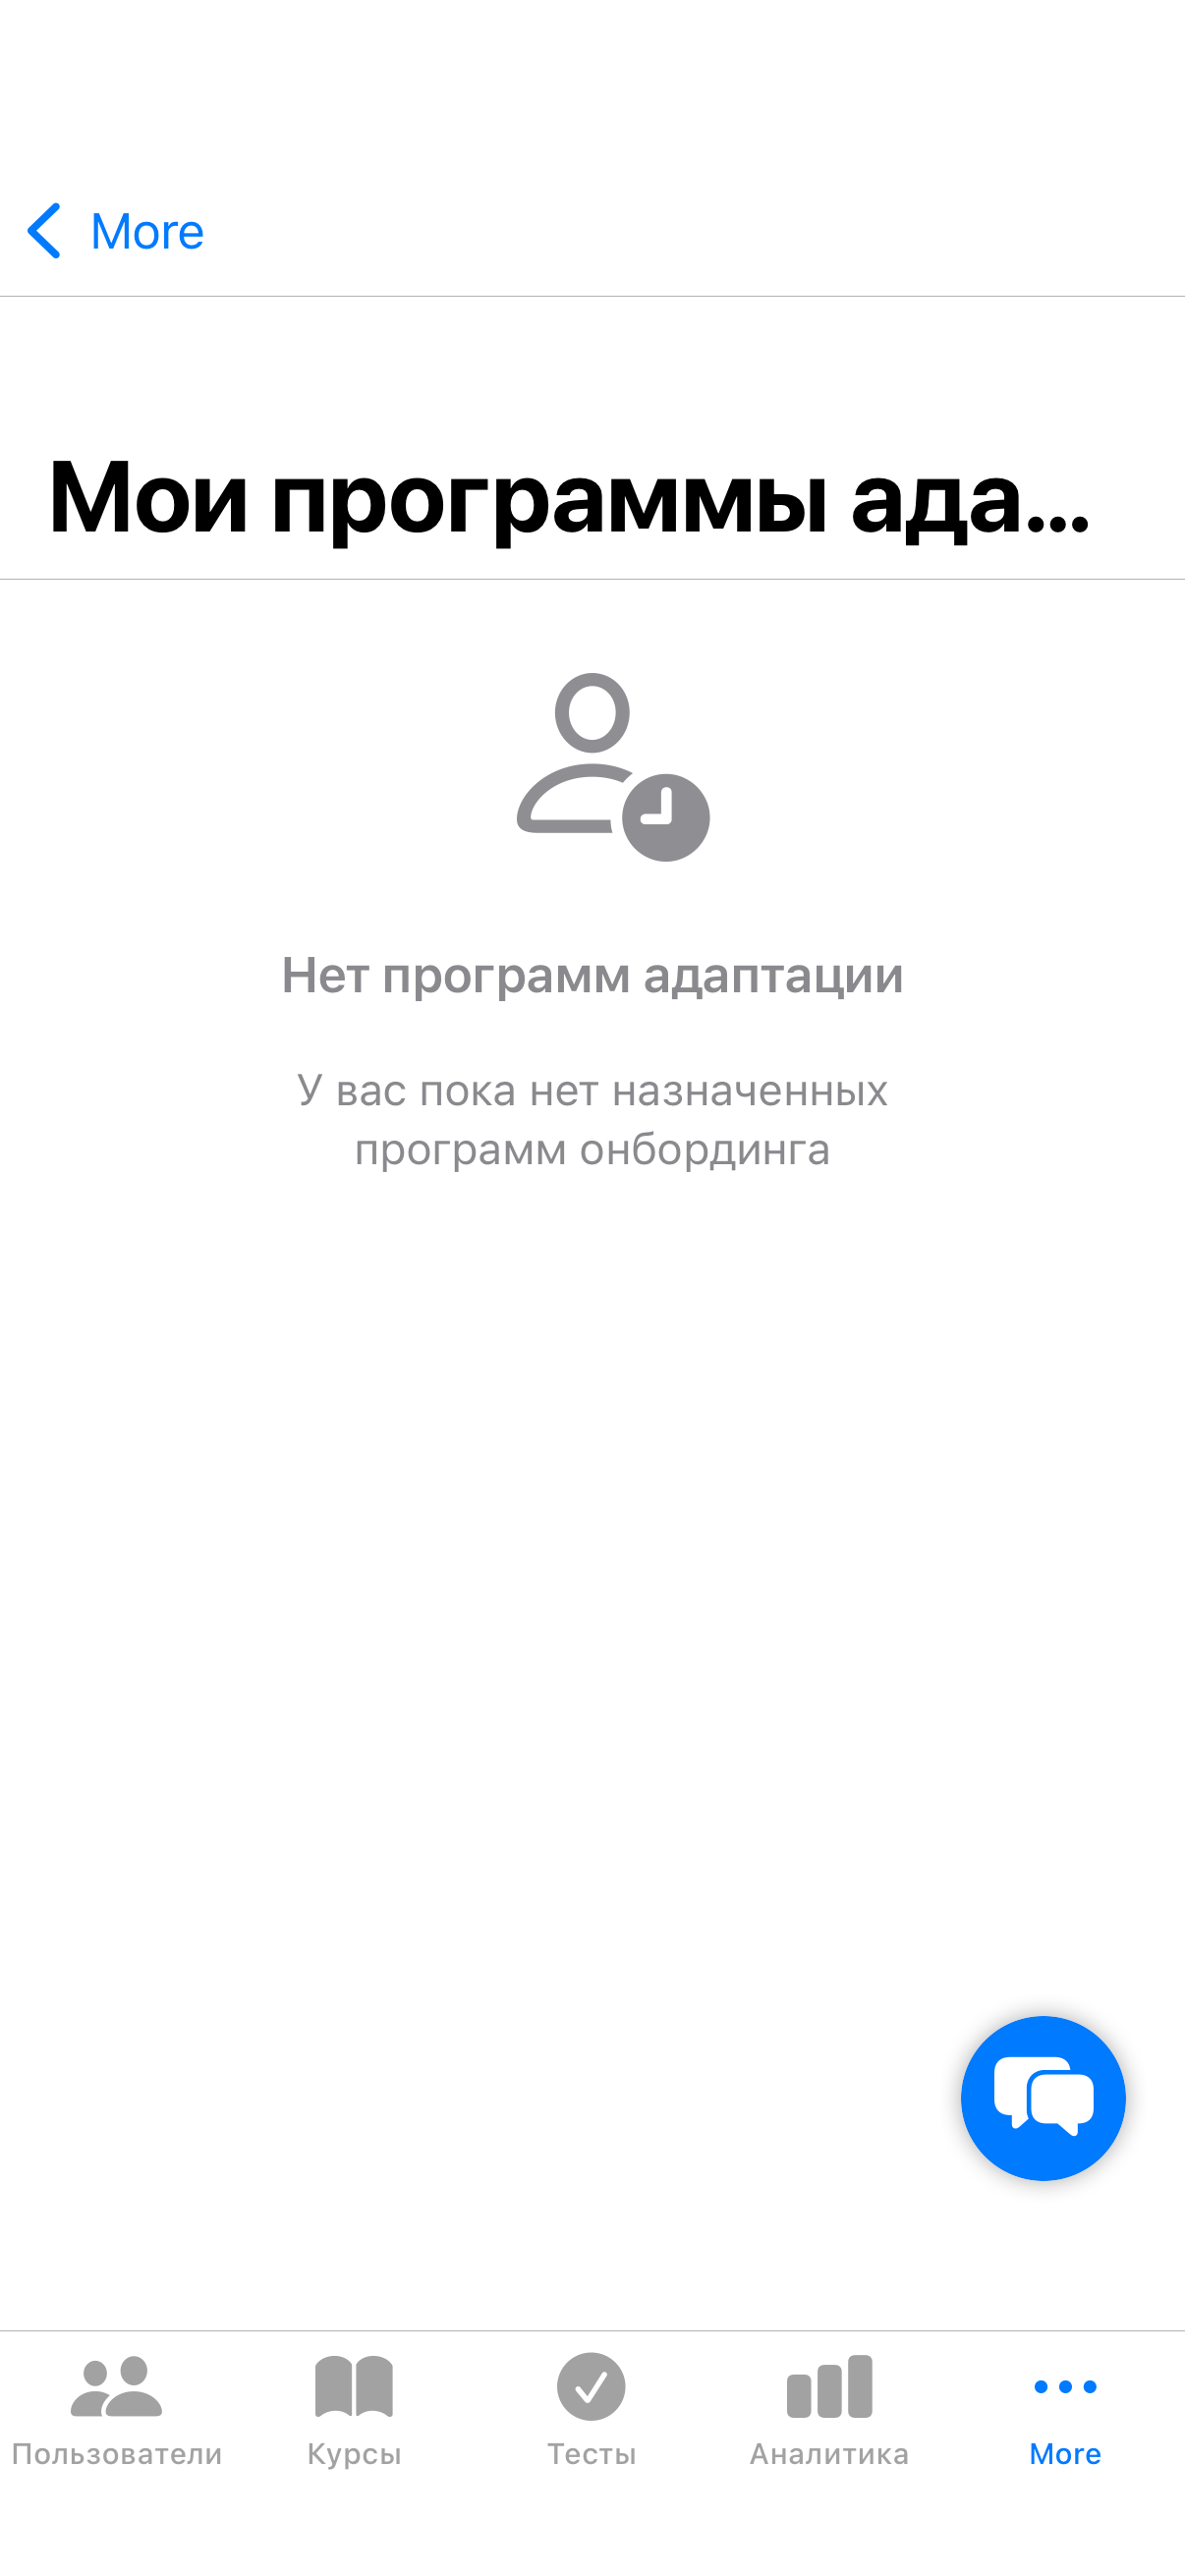 More
Мои программы ада...
Нет программ адаптации
У вас пока нет назначенных
программ онбординга
Пользователи
Курсы
Тесты
Аналитика
More